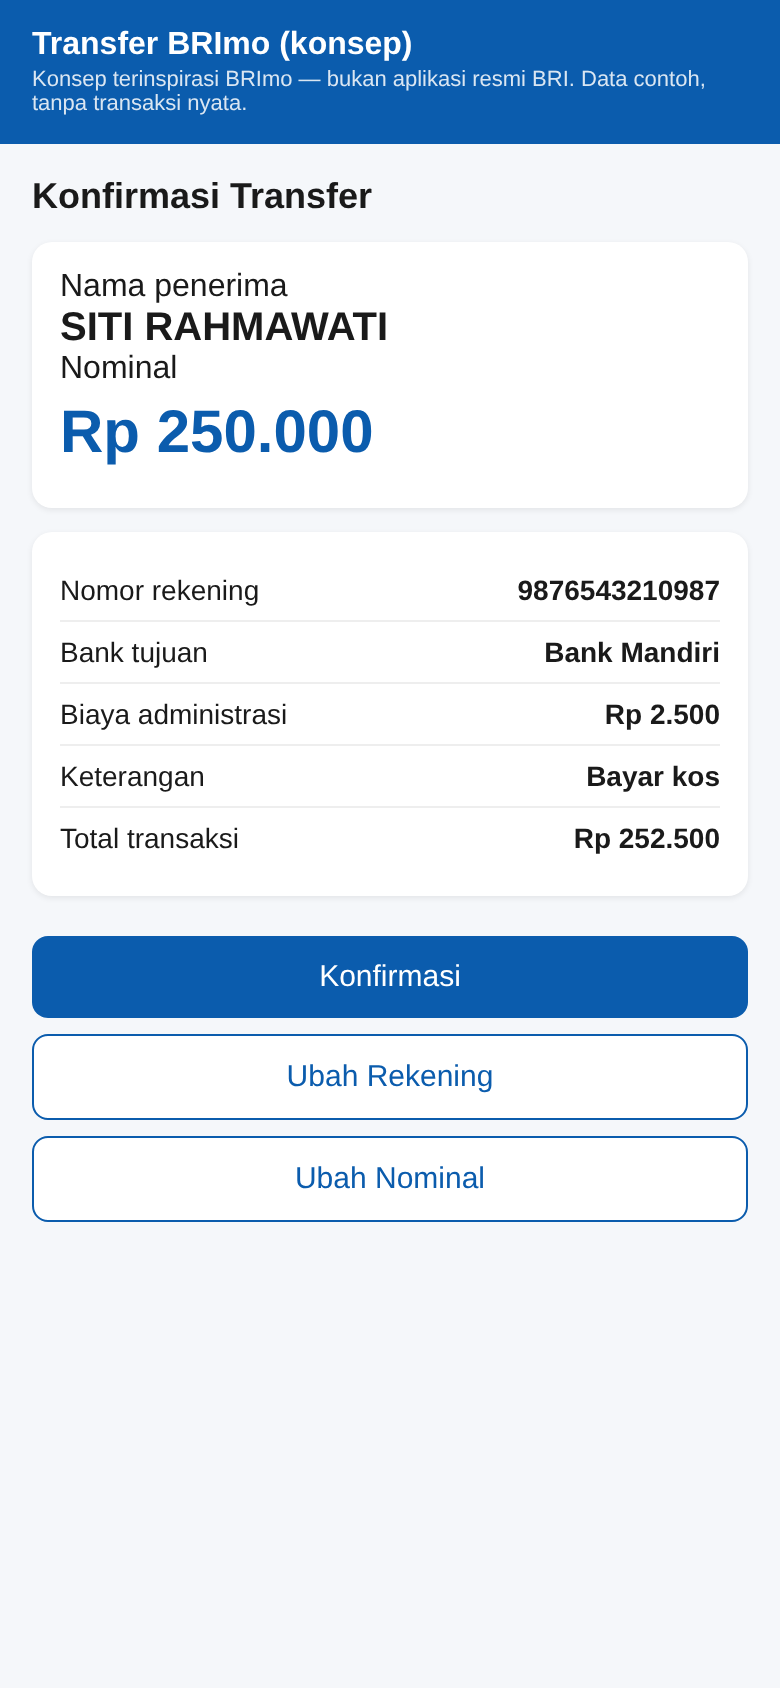 Transfer BRImo (konsep)
Konsep terinspirasi BRImo — bukan aplikasi resmi BRI. Data contoh,
tanpa transaksi nyata.
Konfirmasi Transfer
Nama penerima
SITI RAHMAWATI
Nominal
Rp 250.000
Nomor rekening 9876543210987
Bank tujuan Bank Mandiri
Biaya administrasi Rp 2.500
Keterangan Bayar kos
Total transaksi Rp 252.500
Konfirmasi
Ubah Rekening
Ubah Nominal